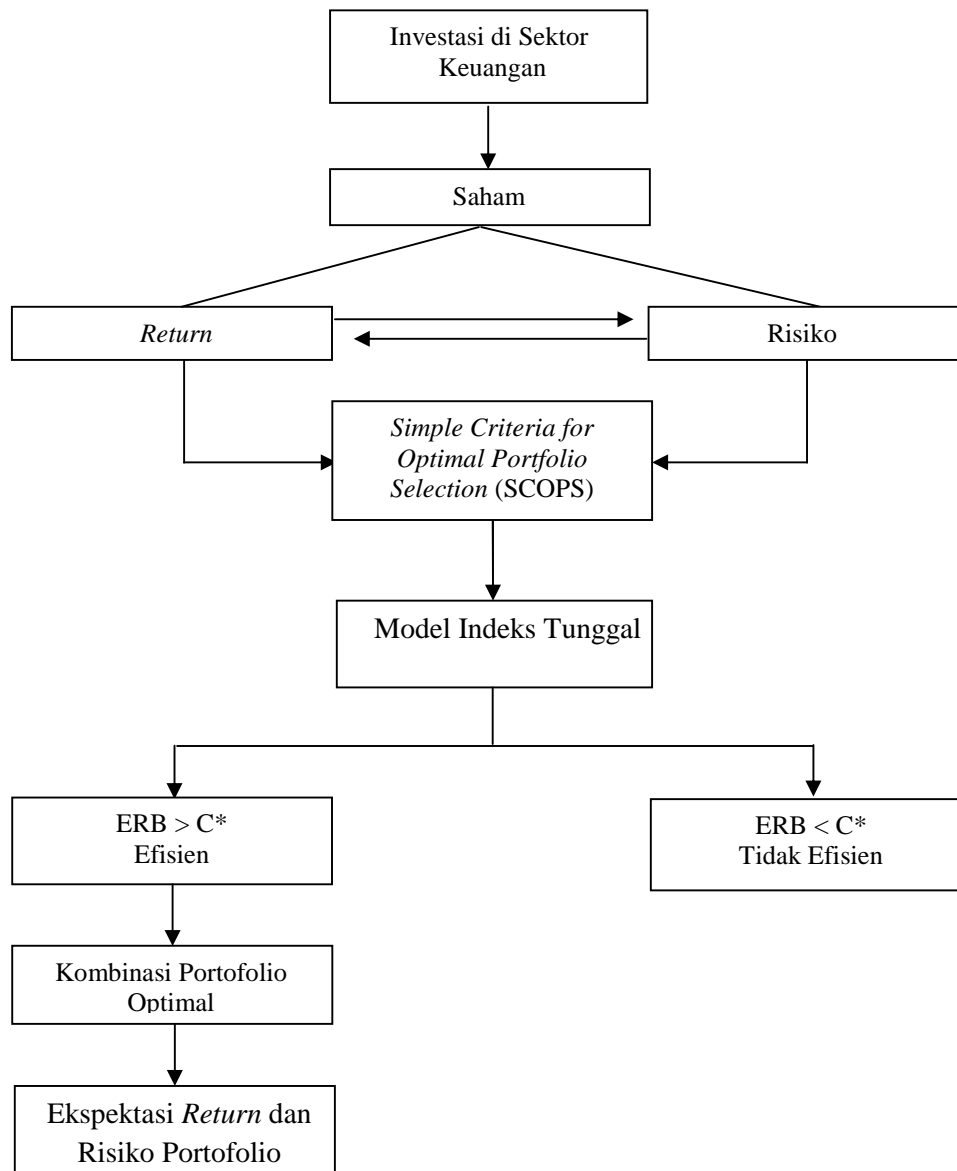 Investasi di Sektor
Keuangan
Saham
Return
Risiko
Simple Criteria for
Optimal Portfolio
Selection (SCOPS)
Model Indeks Tunggal
ERB > C*
Efisien
ERB < C*
Tidak Efisien
Kombinasi Portofolio
Optimal
Ekspektasi Return dan
Risiko Portofolio